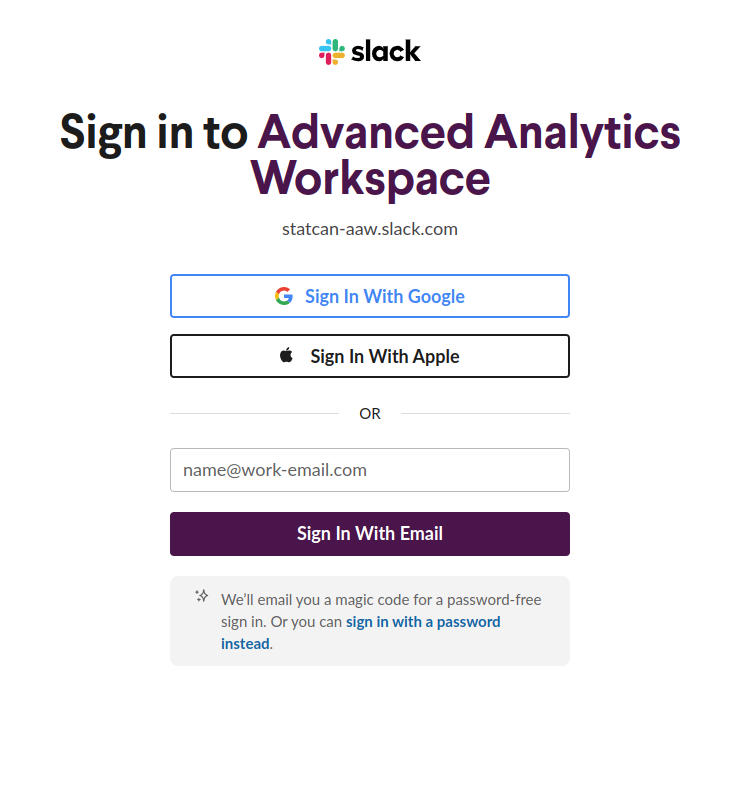 slack
Sign in to Advanced Analytics
Workspace
statcan-aaw.slack.com
Sign In With Google
Sign In With Apple
OR
name@work-email.com
Sign In With Email
We’ll email you a magic code for a password-free
sign in. Or you can sign in with a password
instead.